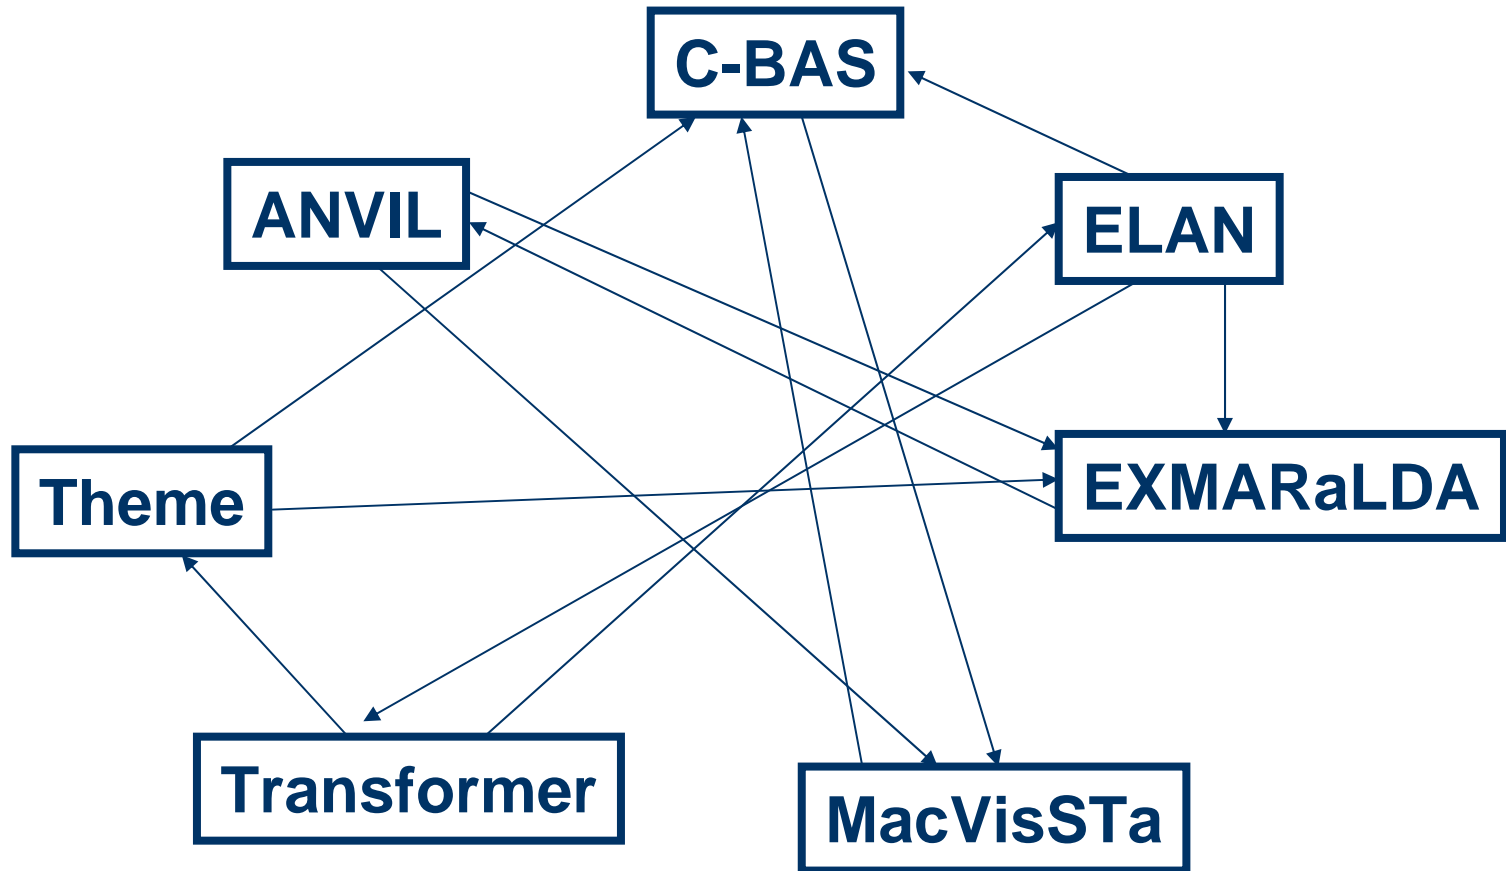 C-BAS
ANVIL
ELAN
Theme
EXMARaLDA
Transformer
MacVisSTa